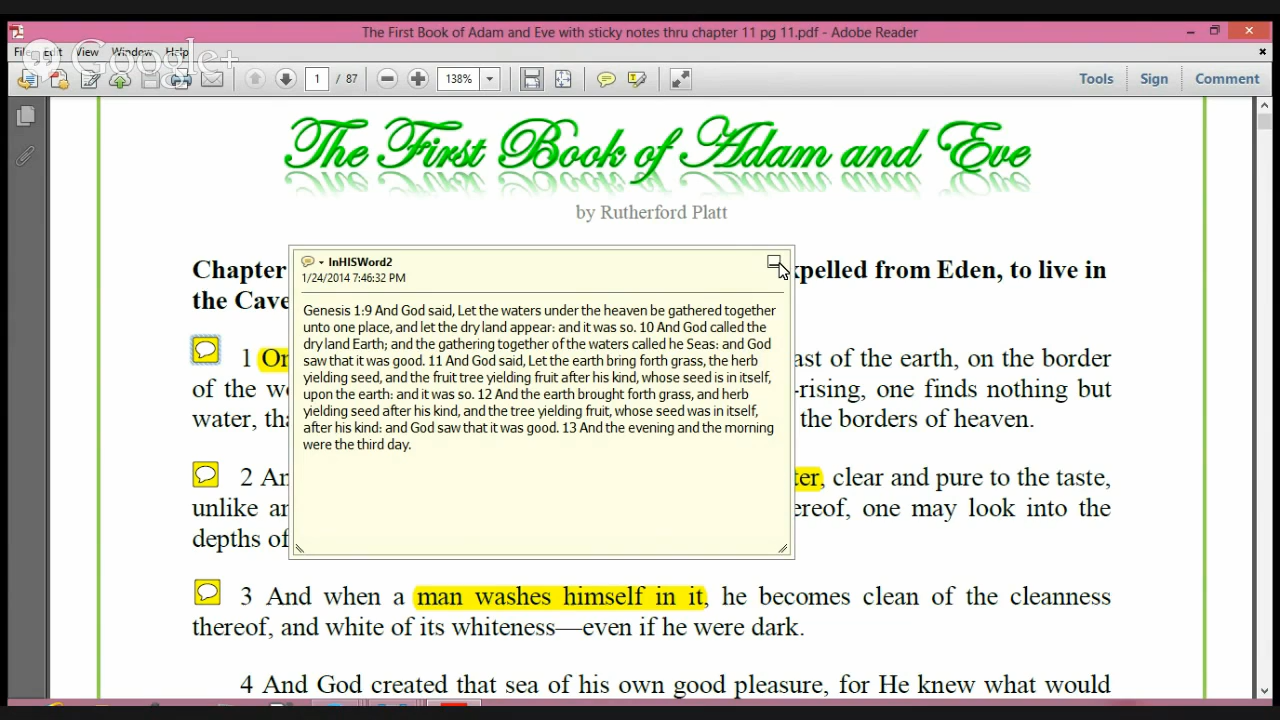 The First Book of Adam and Eve with sticky notes thru chapter 11 pg 11.pdf - Adobe Reader
Google+
File Edit View Window Help
1 / 87 138% Tools Sign Comment
The First Book of Adam and Eve
by Rutherford Platt
Chapter pelled from Eden, to live in
the Cave
InHISWord2
1/24/2014 7:46:32 PM
Genesis 1:9 And God said, Let the waters under the heaven be gathered together
unto one place, and let the dry land appear: and it was so. 10 And God called the
dry land Earth; and the gathering together of the waters called he Seas: and God
saw that it was good. 11 And God said, Let the earth bring forth grass, the herb
yielding seed, and the fruit tree yielding fruit after his kind, whose seed is in itself,
upon the earth: and it was so. 12 And the earth brought forth grass, and herb
yielding seed after his kind, and the tree yielding fruit, whose seed was in itself,
after his kind: and God saw that it was good. 13 And the evening and the morning
were the third day.
1 On ast of the earth, on the border
of the wo -rising, one finds nothing but
water, tha the borders of heaven.
2 An ter, clear and pure to the taste,
unlike an ereof, one may look into the
depths of
3 And when a man washes himself in it, he becomes clean of the cleanness
thereof, and white of its whiteness—even if he were dark.
4 And God created that sea of his own good pleasure, for He knew what would